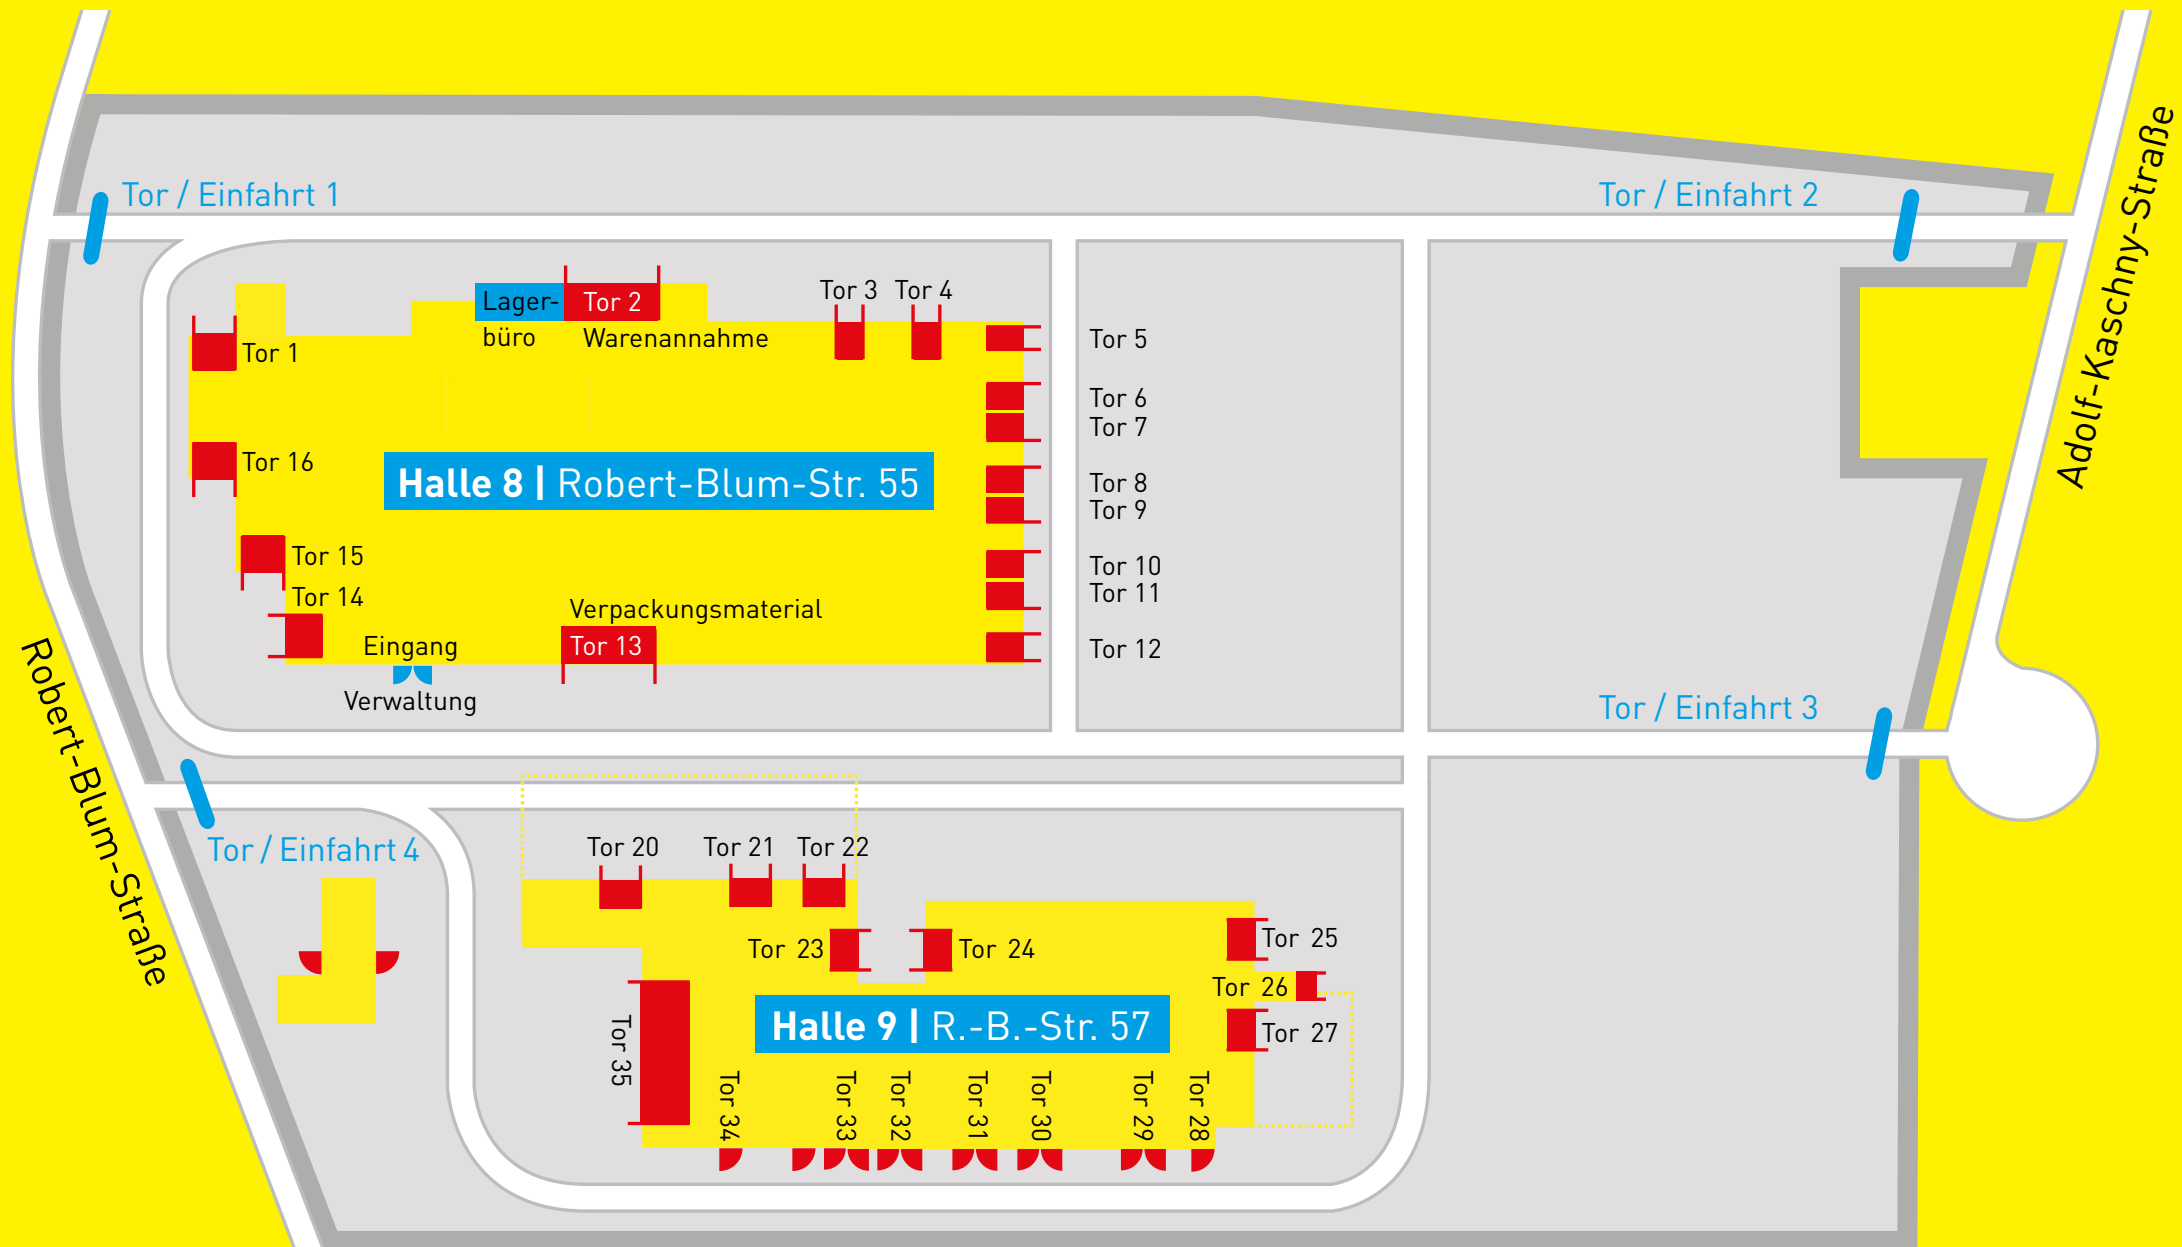 Tor / Einfahrt 1
Tor / Einfahrt 2
Adolf-Kaschny-Straße
Tor 3
Tor 4
Lager-
büro
Tor 2
Warenannahme
Tor 1
Tor 5
Tor 6
Tor 7
Tor 16
Halle 8 | Robert-Blum-Str. 55
Tor 8
Tor 9
Tor 15
Tor 10
Tor 11
Tor 14
Verpackungsmaterial
Tor 13
Eingang
Verwaltung
Tor 12
Robert-Blum-Straße
Tor / Einfahrt 3
Tor / Einfahrt 4
Tor 20
Tor 21
Tor 22
Tor 23
Tor 24
Tor 25
Tor 26
Tor 27
Halle 9 | R.-B.-Str. 57
Tor 35
Tor 34
Tor 33
Tor 32
Tor 31
Tor 30
Tor 29
Tor 28